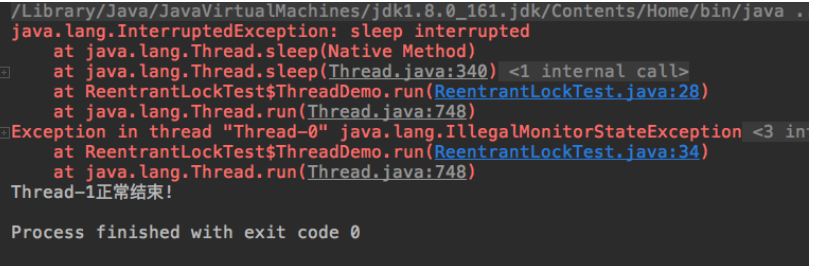 /Library/Java/JavaVirtualMachines/jdk1.8.0_161.jdk/Contents/Home/bin/java .
java.lang.InterruptedException: sleep interrupted
at java.lang.Thread.sleep(Native Method)
at java.lang.Thread.sleep(Thread.java:340) <1 internal call>
at ReentrantLockTest$ThreadDemo.run(ReentrantLockTest.java:28)
at java.lang.Thread.run(Thread.java:748)
Exception in thread "Thread-0" java.lang.IllegalMonitorStateException <3 in
at ReentrantLockTest$ThreadDemo.run(ReentrantLockTest.java:34)
at java.lang.Thread.run(Thread.java:748)
Thread-1正常结束!
Process finished with exit code 0